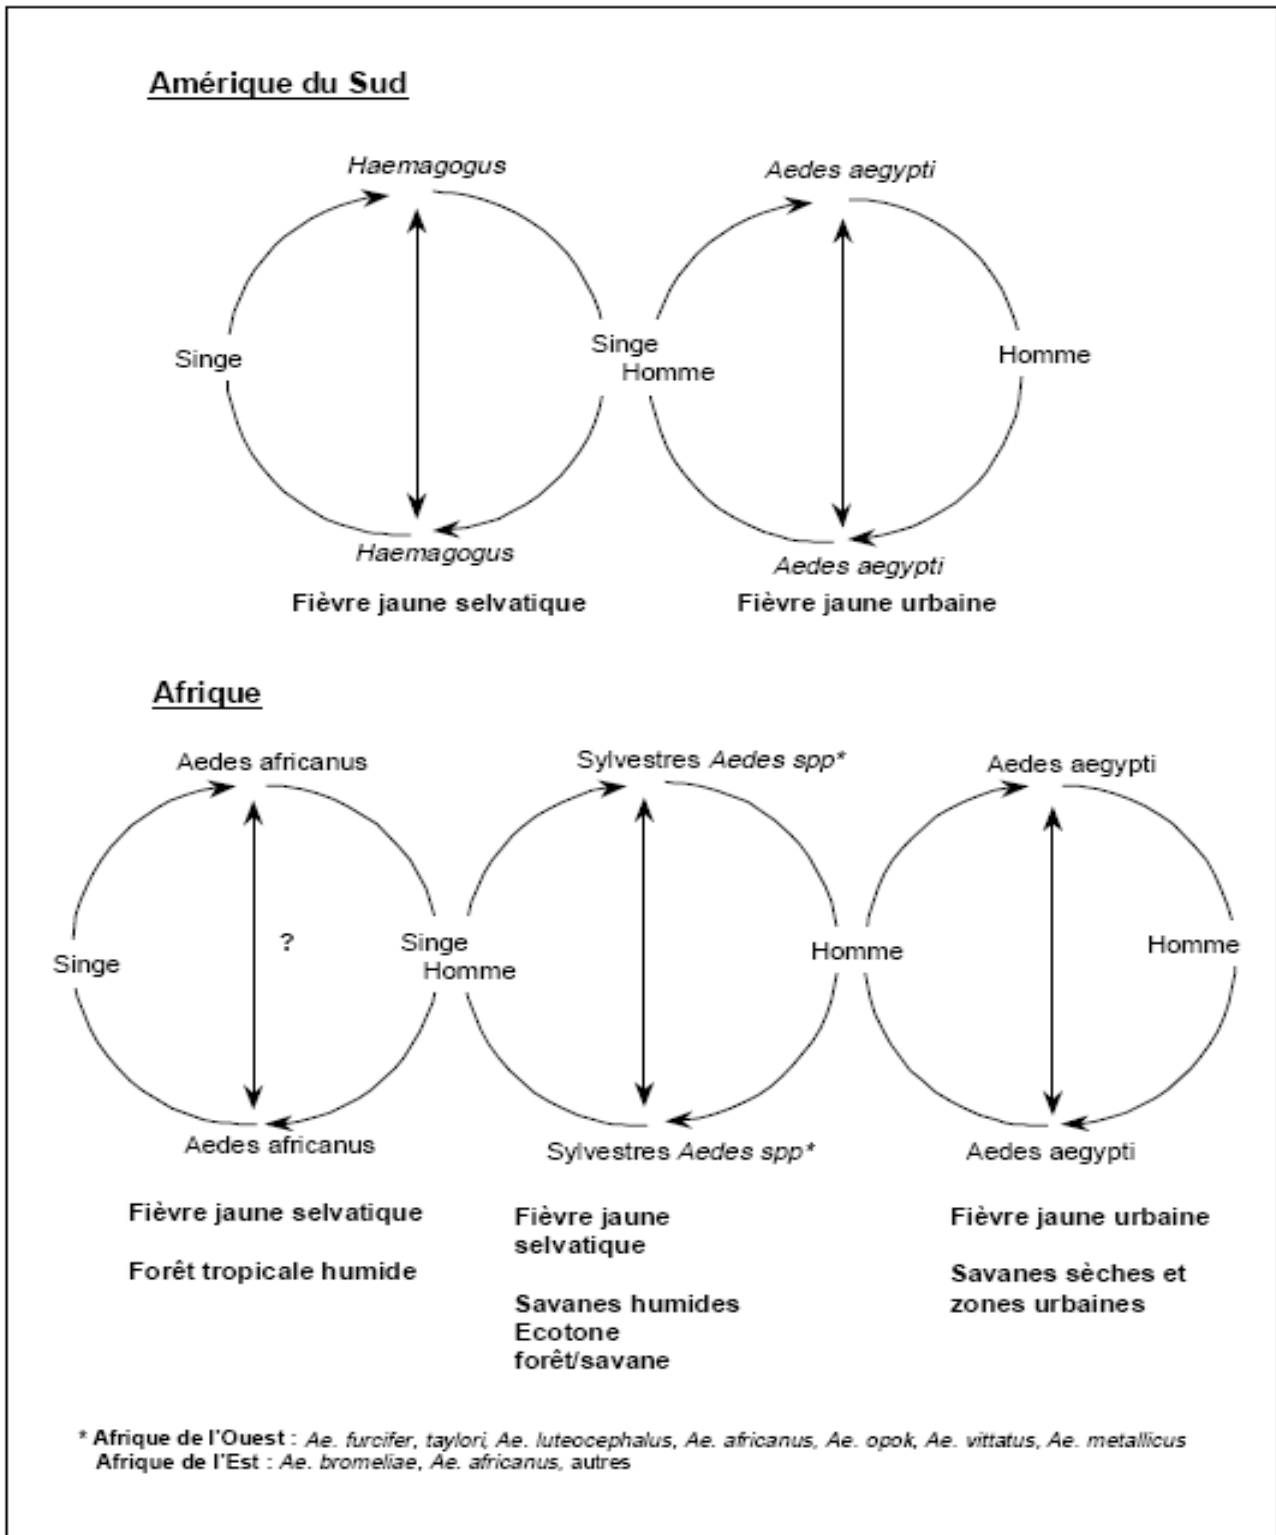 Amérique du Sud
Haemagogus
Aedes aegypti
Singe
Singe
Homme
Homme
Haemagogus
Aedes aegypti
Fièvre jaune selvatique
Fièvre jaune urbaine
Afrique
Aedes africanus
Sylvestres Aedes spp*
Aedes aegypti
?
Singe
Singe
Homme
Homme
Homme
Aedes africanus
Sylvestres Aedes spp*
Aedes aegypti
Fièvre jaune selvatique
Forêt tropicale humide
Fièvre jaune
selvatique
Savanes humides
Ecotone
forêt/savane
Fièvre jaune urbaine
Savanes sèches et
zones urbaines
* Afrique de l'Ouest : Ae. furcifer, taylori, Ae. luteocephalus, Ae. africanus, Ae. opok, Ae. vittatus, Ae. metallicus
Afrique de l'Est : Ae. bromeliae, Ae. africanus, autres